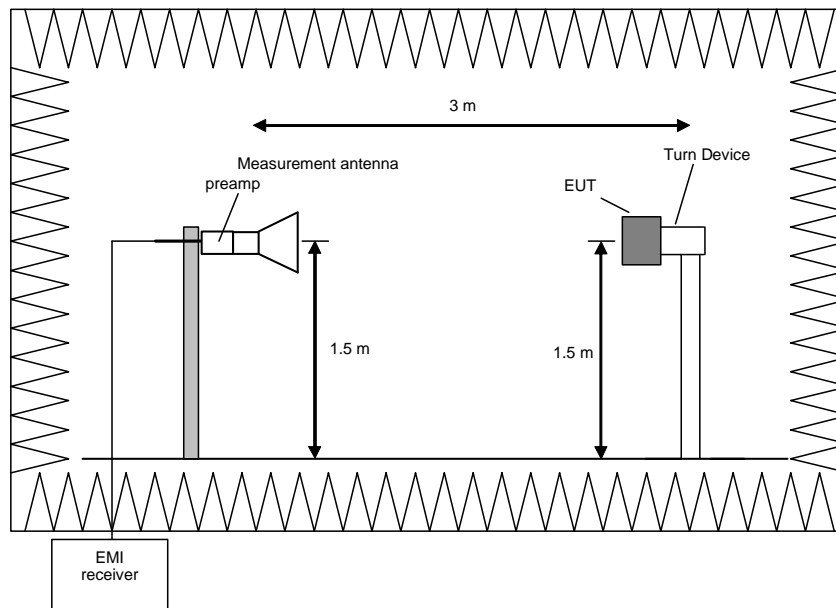 3 m
Measurement antenna
preamp
Turn Device
EUT
1.5 m
1.5 m
EMI
receiver